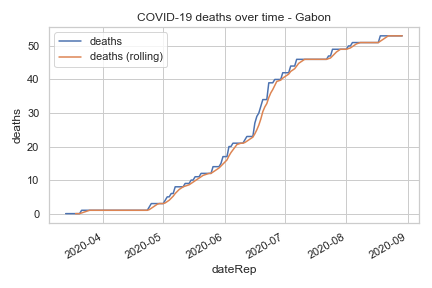 COVID-19 deaths over time - Gabon
deaths
deaths (rolling)
50
40
30
20
10
0
deaths
2020-04
2020-05
2020-06
2020-07
2020-08
2020-09
dateRep